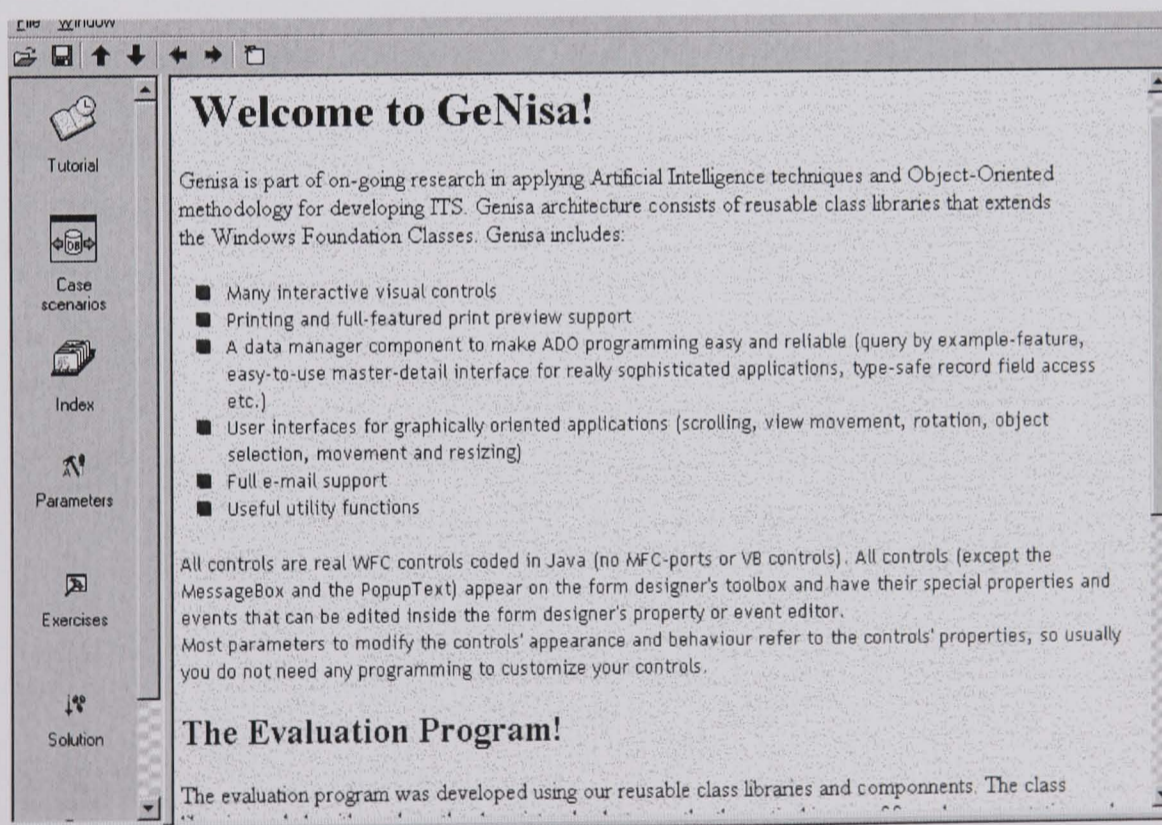 File Window
Tutorial
Case
scenarios
Index
Parameters
Exercises
Solution
Welcome to GeNisa!
Genisa is part of on-going research in applying Artificial Intelligence techniques and Object-Oriented
methodology for developing ITS. Genisa architecture consists of reusable class libraries that extends
the Windows Foundation Classes. Genisa includes:
Many interactive visual controls
Printing and full-featured print preview support
A data manager component to make ADO programming easy and reliable (query by example-feature,
easy-to-use master-detail interface for really sophisticated applications, type-safe record field access
etc.)
User interfaces for graphically oriented applications (scrolling, view movement, rotation, object
selection, movement and resizing)
Full e-mail support
Useful utility functions
All controls are real WFC controls coded in Java (no MFC-ports or VB controls). All controls (except the
MessageBox and the PopupText) appear on the form designer's toolbox and have their special properties and
events that can be edited inside the form designer's property or event editor.
Most parameters to modify the controls' appearance and behaviour refer to the controls' properties, so usually
you do not need any programming to customize your controls.
The Evaluation Program!
The evaluation program was developed using our reusable class libraries and componnents. The class